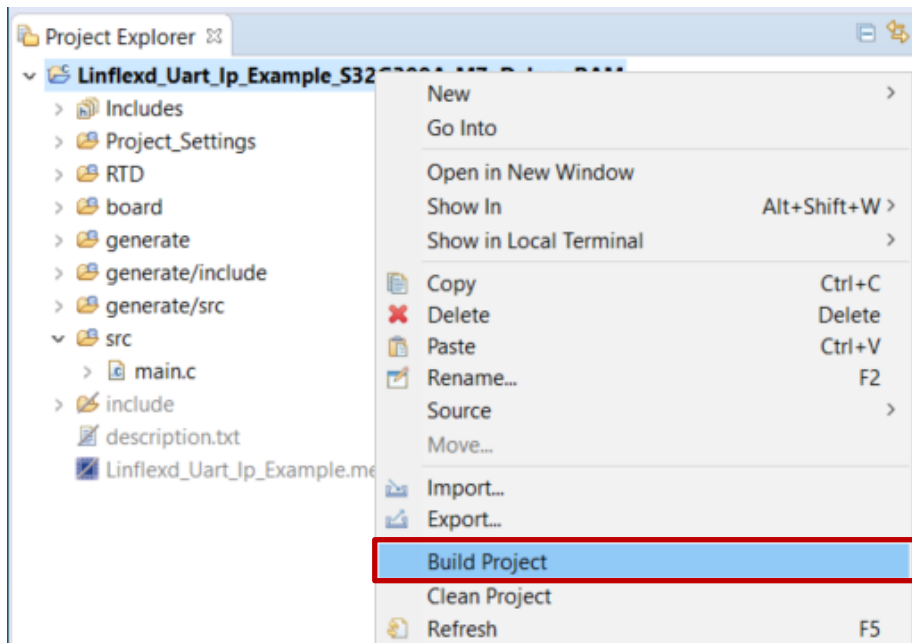 Project Explorer
Linflexd_Uart_Ip_Example_S32G399A_M7: Debug_RAM
Includes
Project_Settings
RTD
board
generate
generate/include
generate/src
src
main.c
include
description.txt
Linflexd_Uart_Ip_Example.me
New
Go Into
Open in New Window
Show In Alt+Shift+W
Show in Local Terminal
Copy Ctrl+C
Delete Delete
Paste Ctrl+V
Rename... F2
Source
Move...
Import...
Export...
Build Project
Clean Project
Refresh F5